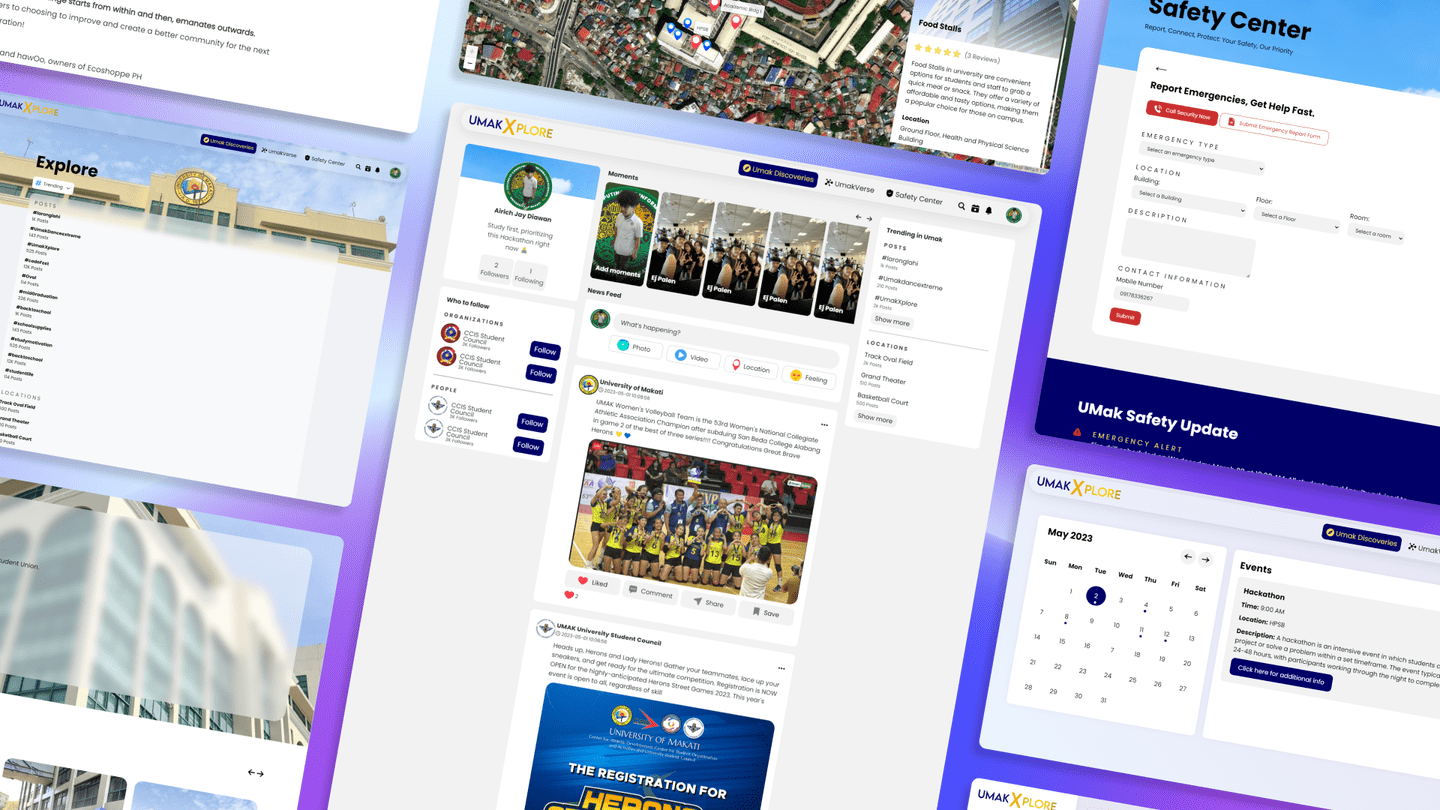 nge starts from within and then, emanates outwards.
ers to choosing to improve and create a better community for the next
ration!
and hawOo, owners of Ecoshoppe PH
UMAK XPLORE
Umak Discoveries
UmakVerse
Safety Center
Explore
# Trending
POSTS
#laronglahi
1K Posts
#UmakDancextreme
143 Posts
#UmakXplore
525 Posts
#codeFest
12K Posts
#Oval
114 Posts
#midGraduation
236 Posts
#backtoschool
1K Posts
#schoolsupplies
143 Posts
#studymotivation
525 Posts
#backtoschool
12K Posts
#studentlife
114 Posts
LOCATIONS
Track Oval Field
Grand Theater
Basketball Court
tudent Union.
Academic Bldg 1
HPSB
Food Stalls
(3 Reviews)
Food Stalls in university are convenient
options for students and staff to grab a
quick meal or snack. They offer a variety of
affordable and tasty options, making them
a popular choice for those on campus.
Location
Ground Floor, Health and Physical Science
Building
UMAK XPLORE
Umak Discoveries
UmakVerse
Safety Center
Airich Jay Diawan
Study first, prioritizing
this Hackathon right
now
2
Followers
1
Following
Who to follow
ORGANIZATIONS
CCIS Student
Council
3K Followers
Follow
CCIS Student
Council
3K Followers
Follow
PEOPLE
CCIS Student
Council
3K Followers
Follow
CCIS Student
Council
3K Followers
Follow
Moments
Add moments
Ej Palen
Ej Palen
Ej Palen
Ej Palen
News Feed
What's happening?
Photo
Video
Location
Feeling
University of Makati
2023-05-01 10:08:56
UMAK Women's Volleyball Team is the 53rd Women's National Collegiate
Athletic Association Champion after subduing San Beda College Alabang
in game 2 of the best of three series!!!! Congratulations Great Brave
Herons 💛 💙
Liked
Comment
Share
Save
2
UMAK University Student Council
2023-05-01 10:08:56
Heads up, Herons and Lady Herons! Gather your teammates, lace up your
sneakers, and get ready for the ultimate competition. Registration is NOW
OPEN for the highly-anticipated Herons Street Games 2023. This year's
event is open to all, regardless of skill
UNIVERSITY OF MAKATI
THE REGISTRATION FOR
HERONS
Trending in Umak
POSTS
#laronglahi
1k Posts
#Umakdancextreme
210 Posts
#UmakXplore
2k Posts
Show more
LOCATIONS
Track Oval Field
2k Posts
Grand Theater
510 Posts
Basketball Court
500 Posts
Show more
Safety Center
Report, Connect, Protect: Your Safety, Our Priority
Report Emergencies, Get Help Fast.
Call Security Now
Submit Emergency Report Form
EMERGENCY TYPE
Select an emergency type
LOCATION
Building:
Select a Building
Floor:
Select a Floor
Room:
Select a room
DESCRIPTION
CONTACT INFORMATION
Mobile Number
09178336267
Submit
UMak Safety Update
EMERGENCY ALERT
UMAK XPLORE
Umak Discoveries
May 2023
Sun Mon Tue Wed Thu Fri Sat
1 2 3 4 5 6
7 8 9 10 11 12 13
14 15 16 17 18 19 20
21 22 23 24 25 26 27
28 29 30 31
Events
Hackathon
Time: 9:00 AM
Location: HPSB
Description: A hackathon is an intensive event in which students c
project or solve a problem within a set timeframe. The event typical
24-48 hours, with participants working through the night to comple
Click here for additional info
UMAK XPLORE